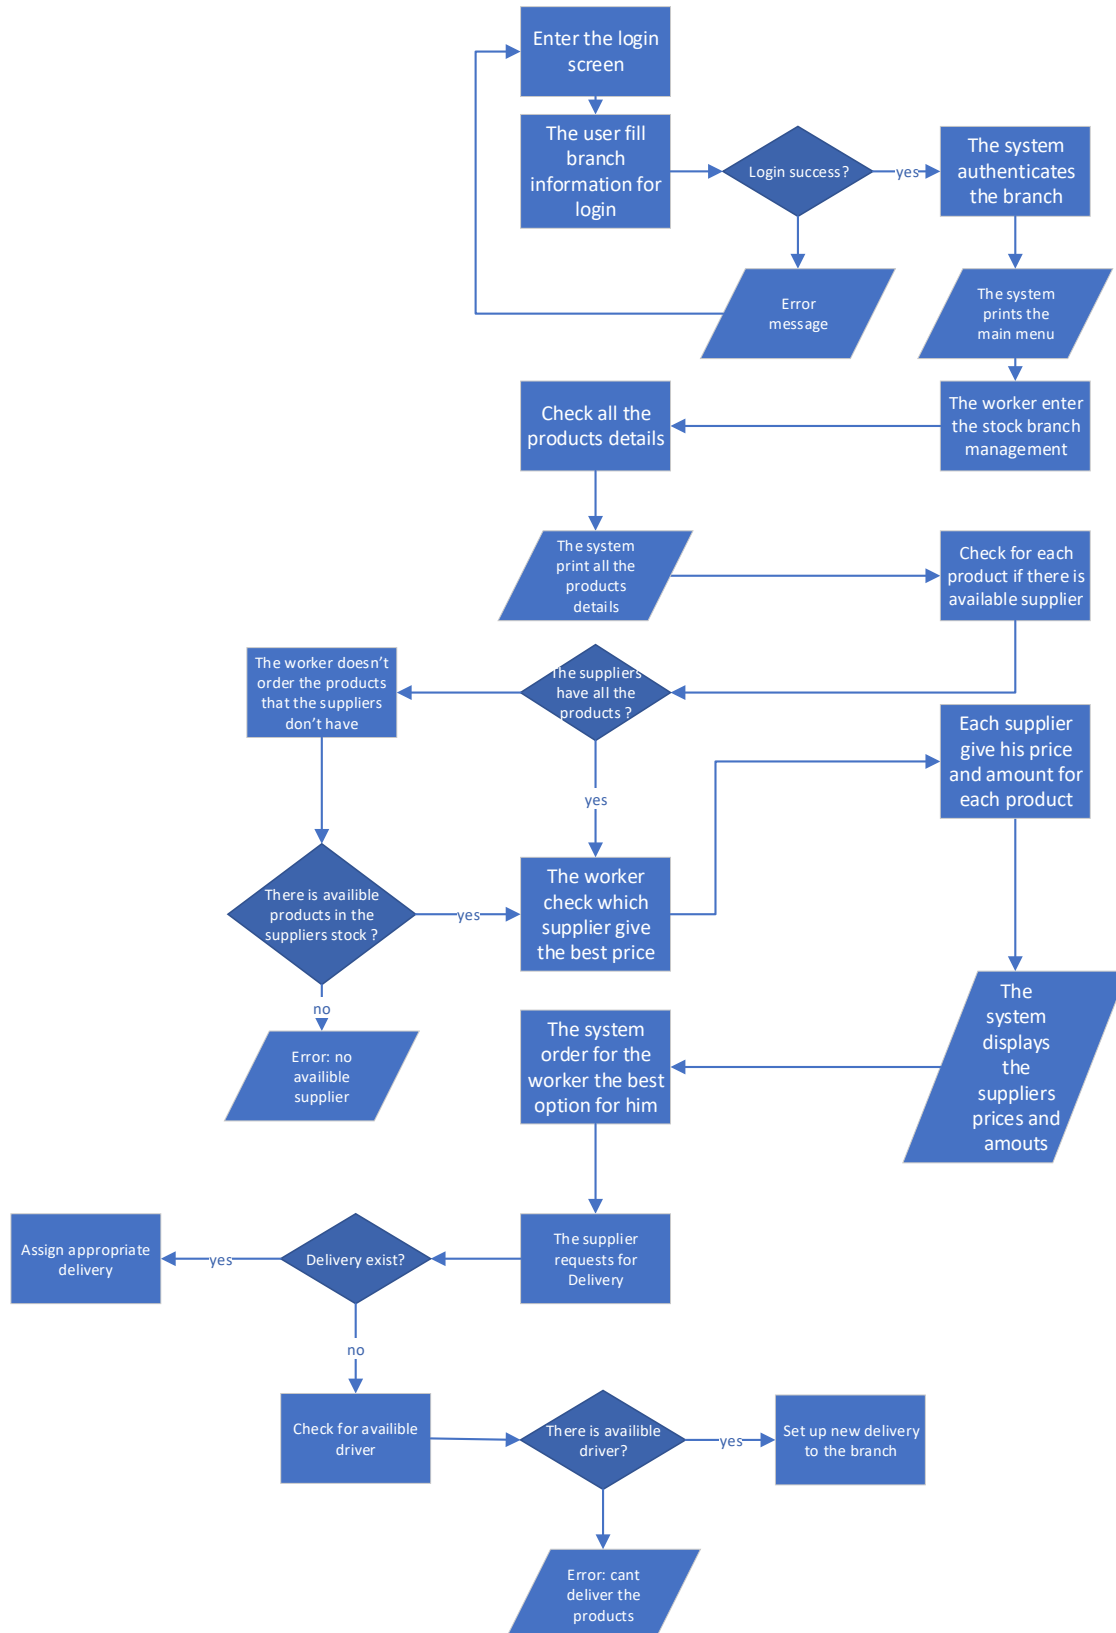 Enter the login
screen
The user fill
branch
information for
login
Login success?
yes
The system
authenticates
the branch
Error
message
The system
prints the
main menu
Check all the
products details
The worker enter
the stock branch
management
The system
print all the
products
details
Check for each
product if there is
available supplier
The worker doesn't
order the products
that the suppliers
don't have
The suppliers
have all the
products ?
Each supplier
give his price
and amount for
each product
yes
There is availible
products in the
suppliers stock ?
yes
The worker
check which
supplier give
the best price
no
Error: no
availible
supplier
The system
order for the
worker the best
option for him
The
system
displays
the
suppliers
prices and
amouts
Assign appropriate
delivery
yes
Delivery exist?
The supplier
requests for
Delivery
no
Check for availible
driver
There is availible
driver?
yes
Set up new delivery
to the branch
Error: cant
deliver the
products